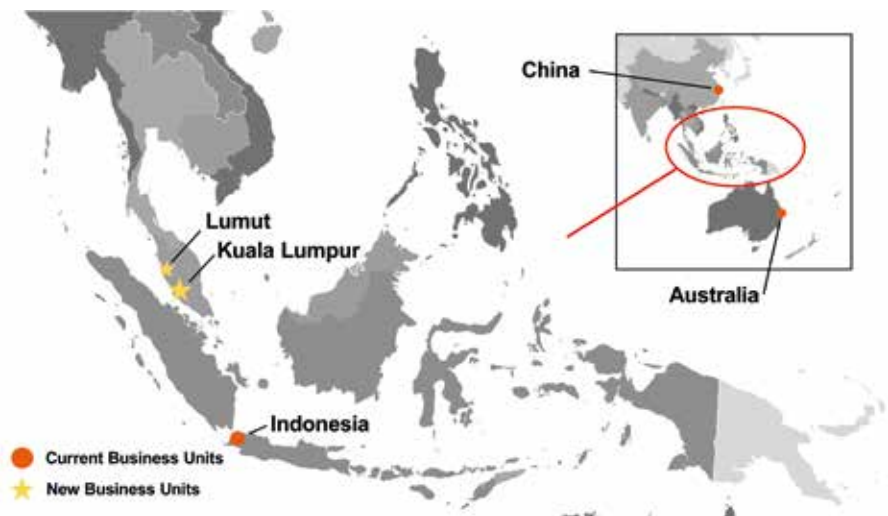 China
Lumut
Kuala Lumpur
Australia
Indonesia
Current Business Units
New Business Units